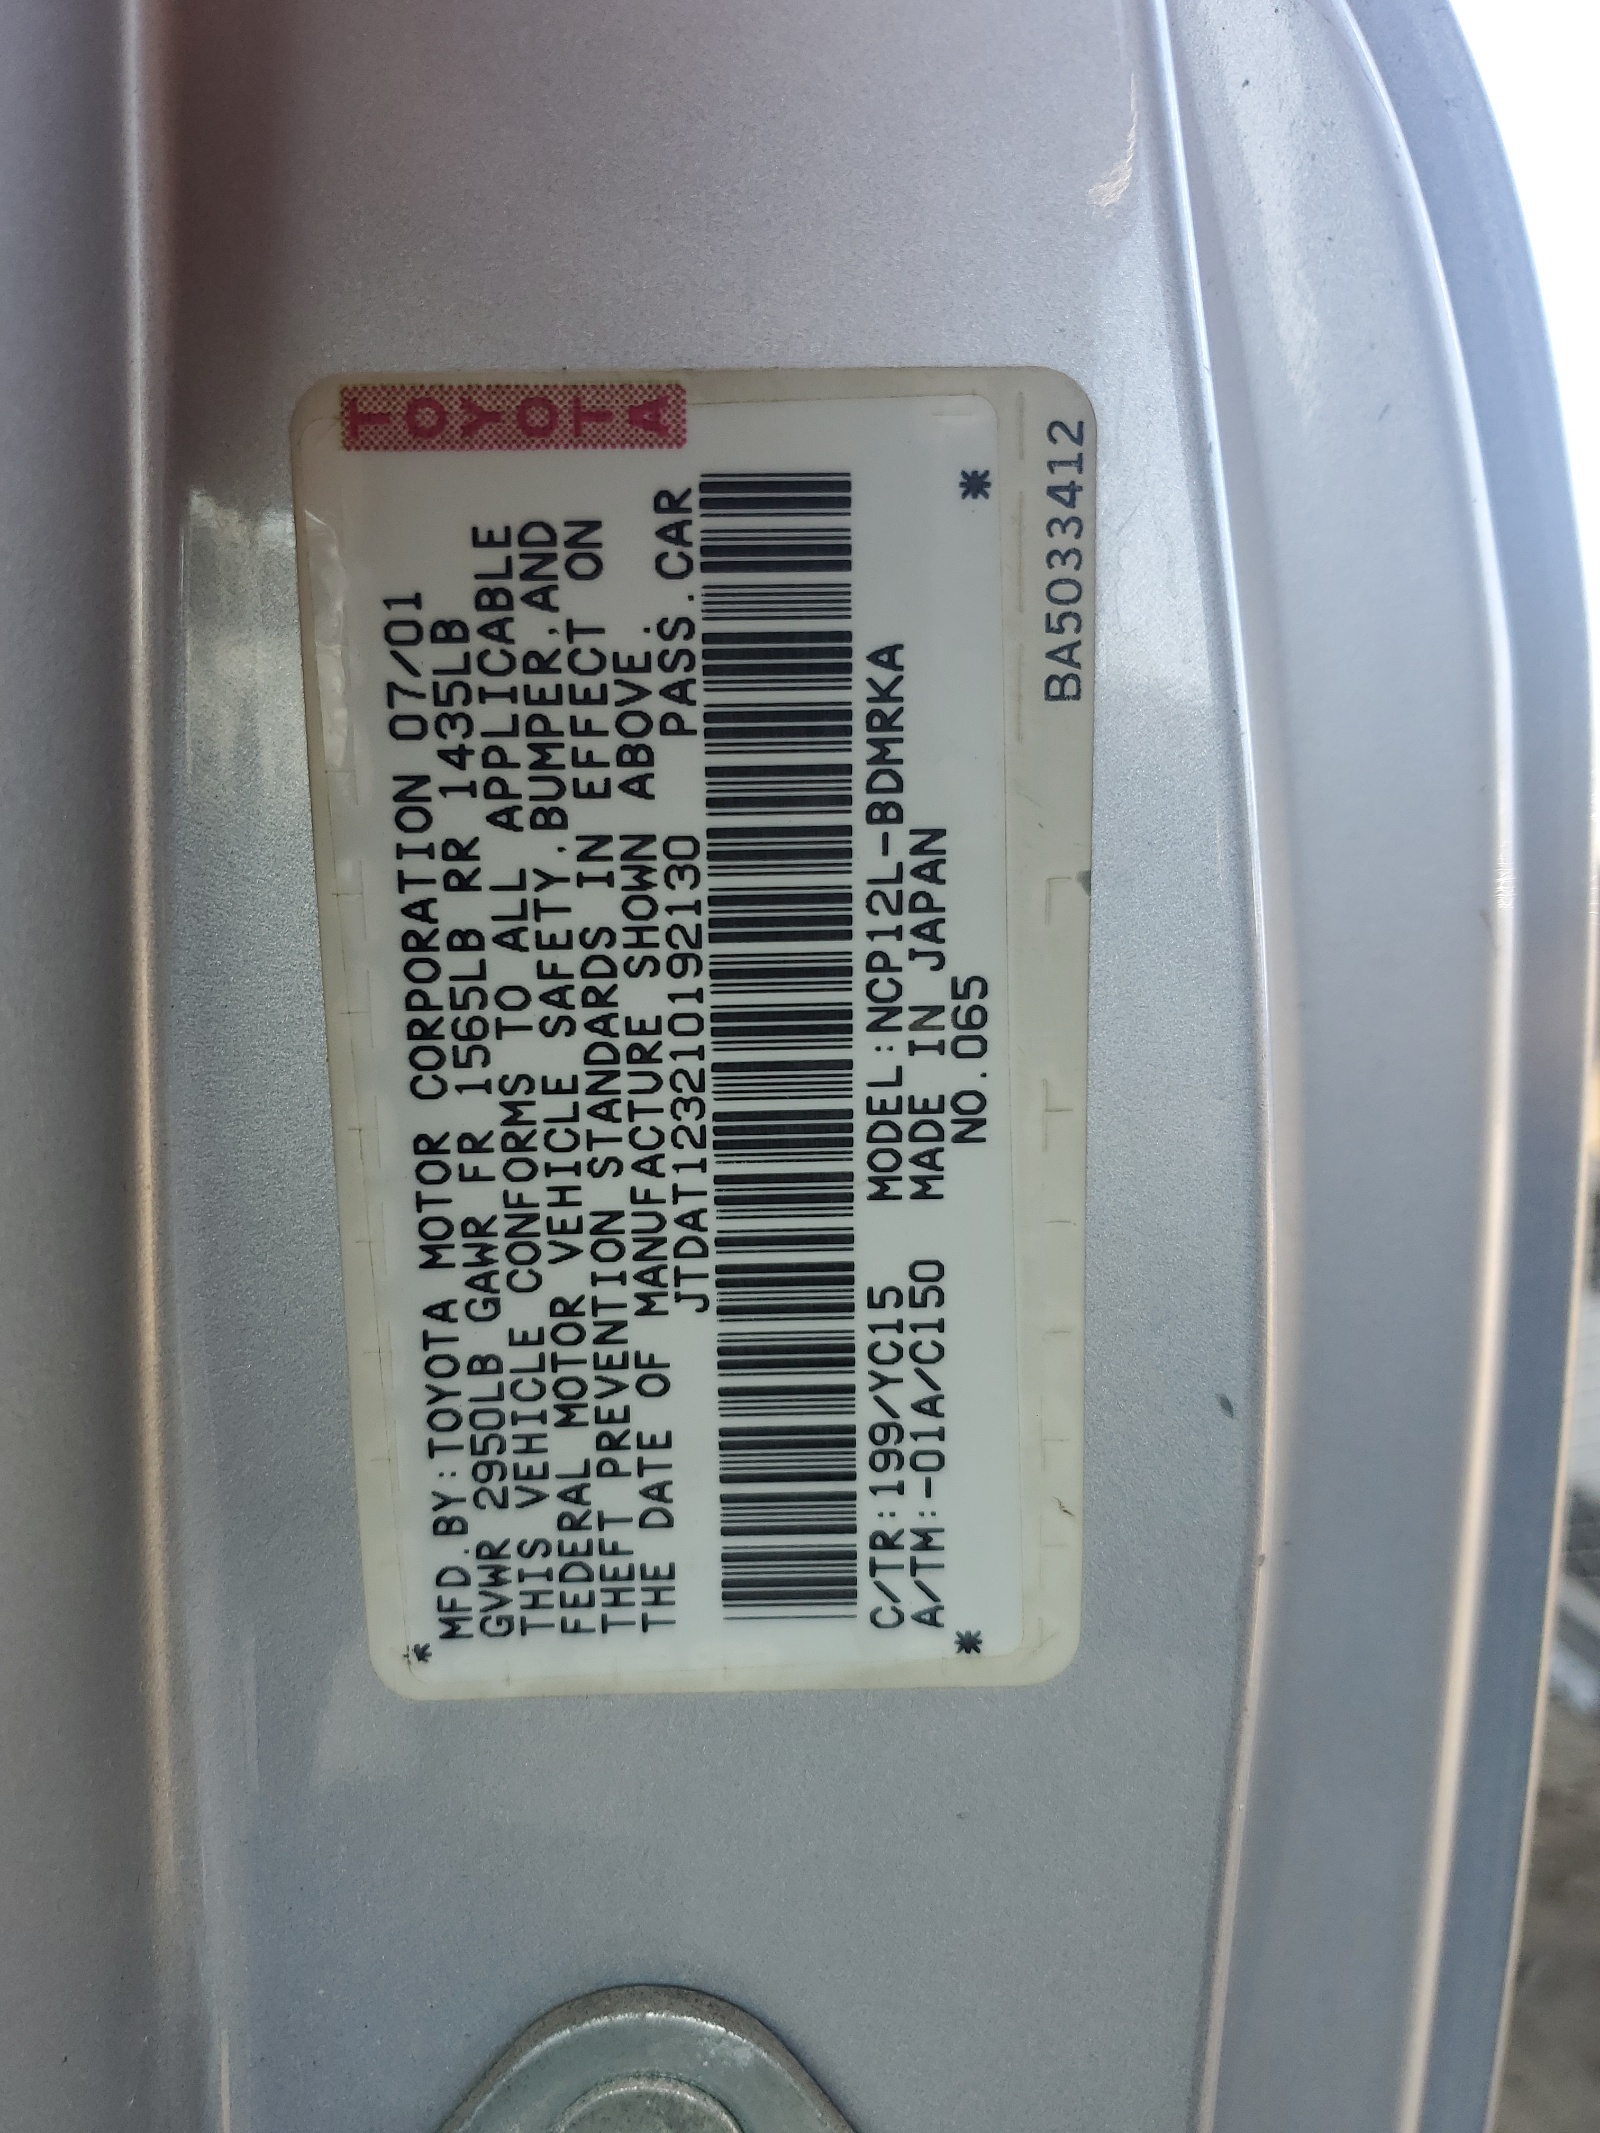 TOYOTA
MFD.BY:TOYOTA MOTOR CORPORATION 07/01
GVWR 2950LB GAWR FR 1565LB RR 1435LB
THIS VEHICLE CONFORMS TO ALL APPLICABLE
FEDERAL MOTOR VEHICLE SAFETY,BUMPER,AND
THEFT PREVENTION STANDARDS IN EFFECT ON
THE DATE OF MANUFACTURE SHOWN ABOVE.
JTDAT123210192130 PASS.CAR
C/TR:199/YC15 MODEL:NCP12L-BDMRKA
A/TM:-01A/C150 MADE IN JAPAN
NO.065
BA5033412